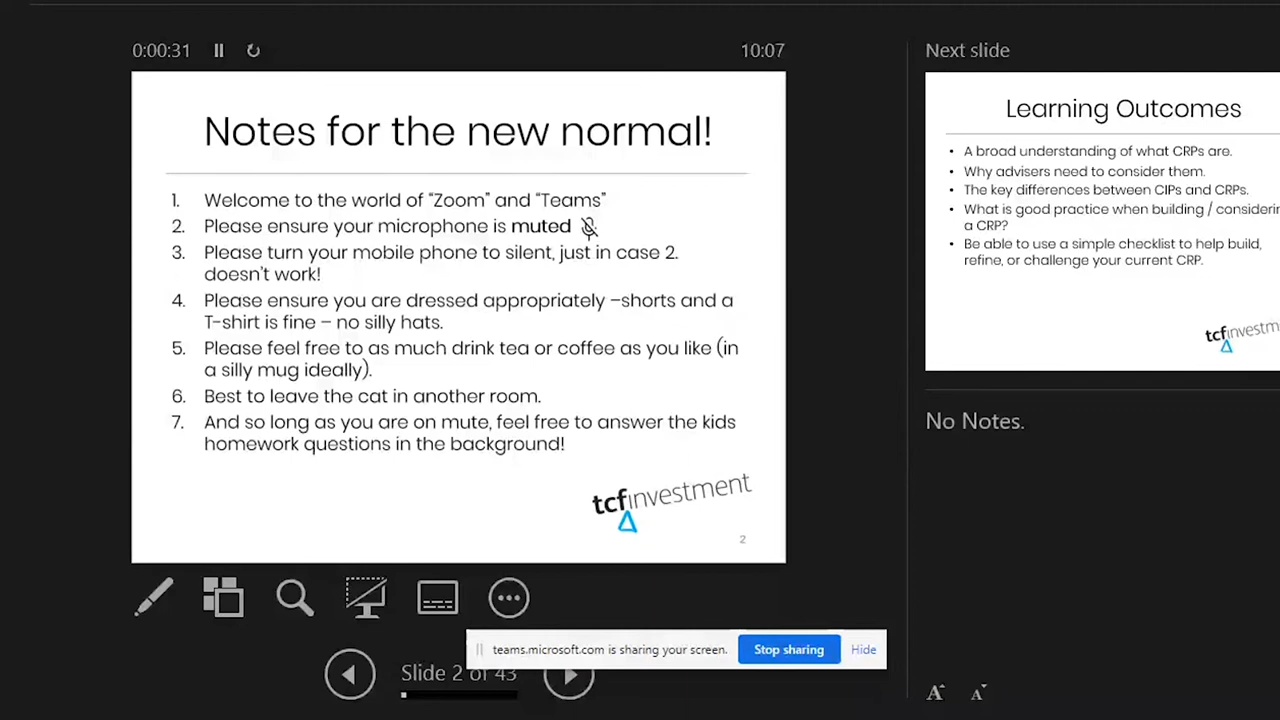 0:00:31
10:07
Notes for the new normal!
1. Welcome to the world of “Zoom” and “Teams”
2. Please ensure your microphone is muted
3. Please turn your mobile phone to silent, just in case 2.
doesn’t work!
4. Please ensure you are dressed appropriately –shorts and a
T-shirt is fine – no silly hats.
5. Please feel free to as much drink tea or coffee as you like (in
a silly mug ideally).
6. Best to leave the cat in another room.
7. And so long as you are on mute, feel free to answer the kids
homework questions in the background!
tcfinvestment
2
Next slide
Learning Outcomes
• A broad understanding of what CRPs are.
• Why advisers need to consider them.
• The key differences between CIPs and CRPs.
• What is good practice when building / considerin
a CRP?
• Be able to use a simple checklist to help build,
refine, or challenge your current CRP.
tcfinvestm
No Notes.
teams.microsoft.com is sharing your screen.
Stop sharing
Hide
Slide 2 of 43
A A